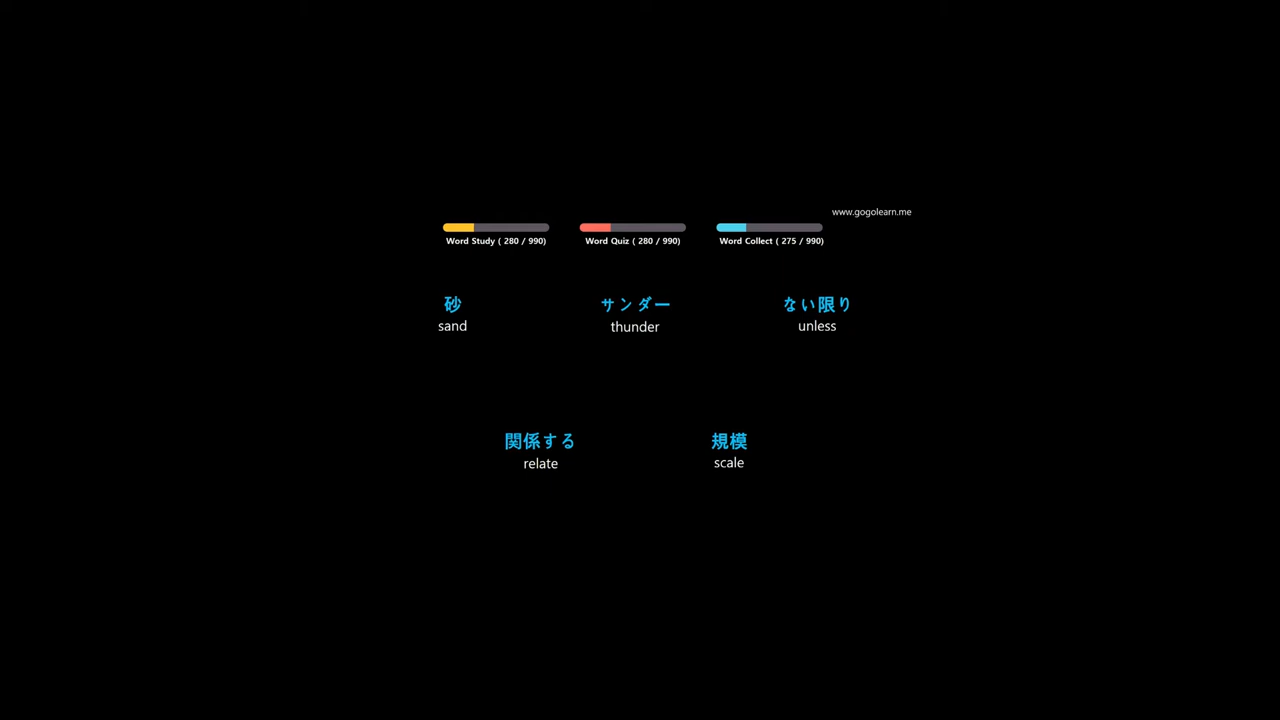 www.gogolearn.me
Word Study ( 280 / 990) Word Quiz ( 280 / 990) Word Collect ( 275 / 990)
砂 サンダー ない限り
sand thunder unless
関係する 規模
relate scale